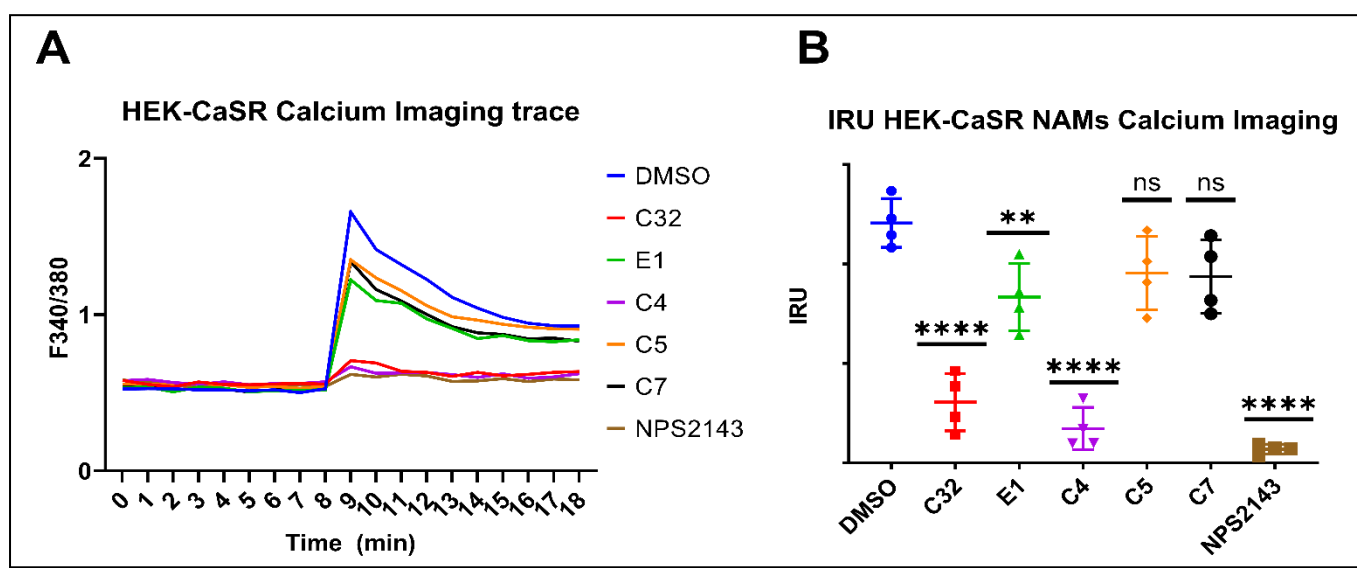 A
HEK-CaSR Calcium Imaging trace
2
1
0
F340/380
0 1 2 3 4 5 6 7 8 9 10 11 12 13 14 15 16 17 18
Time (min)
DMSO
C32
E1
C4
C5
C7
NPS2143
B
IRU HEK-CaSR NAMs Calcium Imaging
IRU
****
**
****
ns
ns
****
DMSO C32 E1 C4 C5 C7 NPS2143